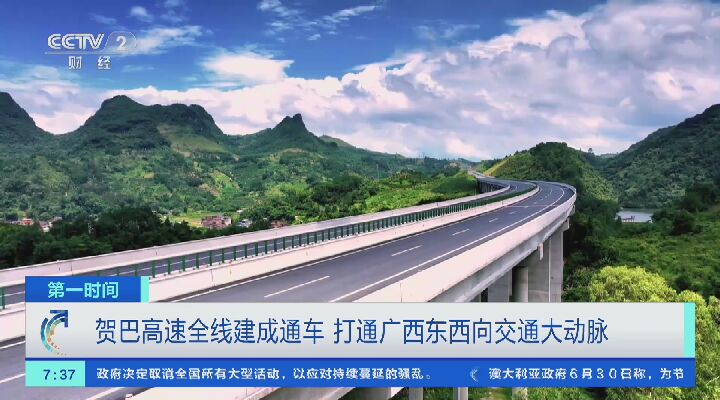 CCTV 2
财经
第一时间
贺巴高速全线建成通车 打通广西东西向交通大动脉
7:37 政府决定取消全国所有大型活动，以应对持续蔓延的骚乱。 澳大利亚政府6月30日称，为节